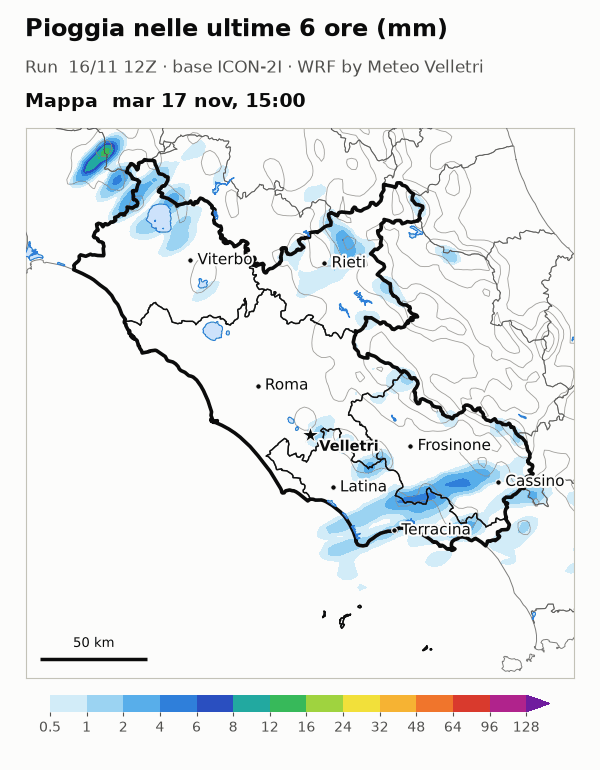 Pioggia nelle ultime 6 ore (mm)
Run  16/11 12Z · base ICON-2I · WRF by Meteo Velletri
Mappa  mar 17 nov, 15:00
Viterbo
Rieti
Roma
Velletri
Frosinone
Latina
Cassino
Terracina
50 km
0.5 1 2 4 6 8 12 16 24 32 48 64 96 128